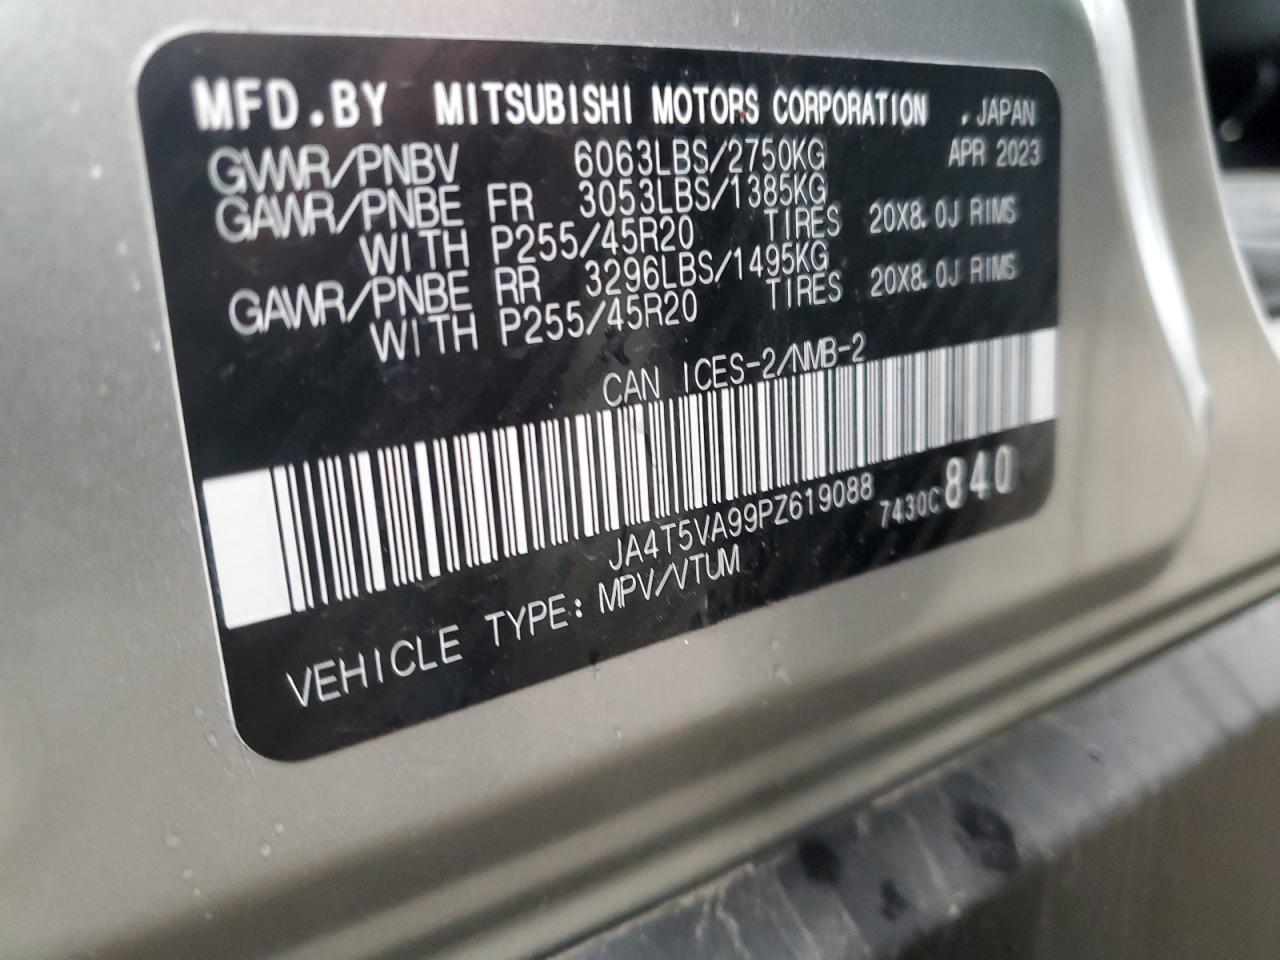 MFD.BY MITSUBISHI MOTORS CORPORATION , JAPAN
GVWR/PNBV 6063LBS/2750KG APR 2023
GAWR/PNBE FR 3053LBS/1385KG
WITH P255/45R20 TIRES 20X8.0J RIMS
GAWR/PNBE RR 3296LBS/1495KG
WITH P255/45R20 TIRES 20X8.0J RIMS
CAN ICES-2/NMB-2
JA4T5VA99PZ619088 7430C 840
VEHICLE TYPE: MPV/VTUM